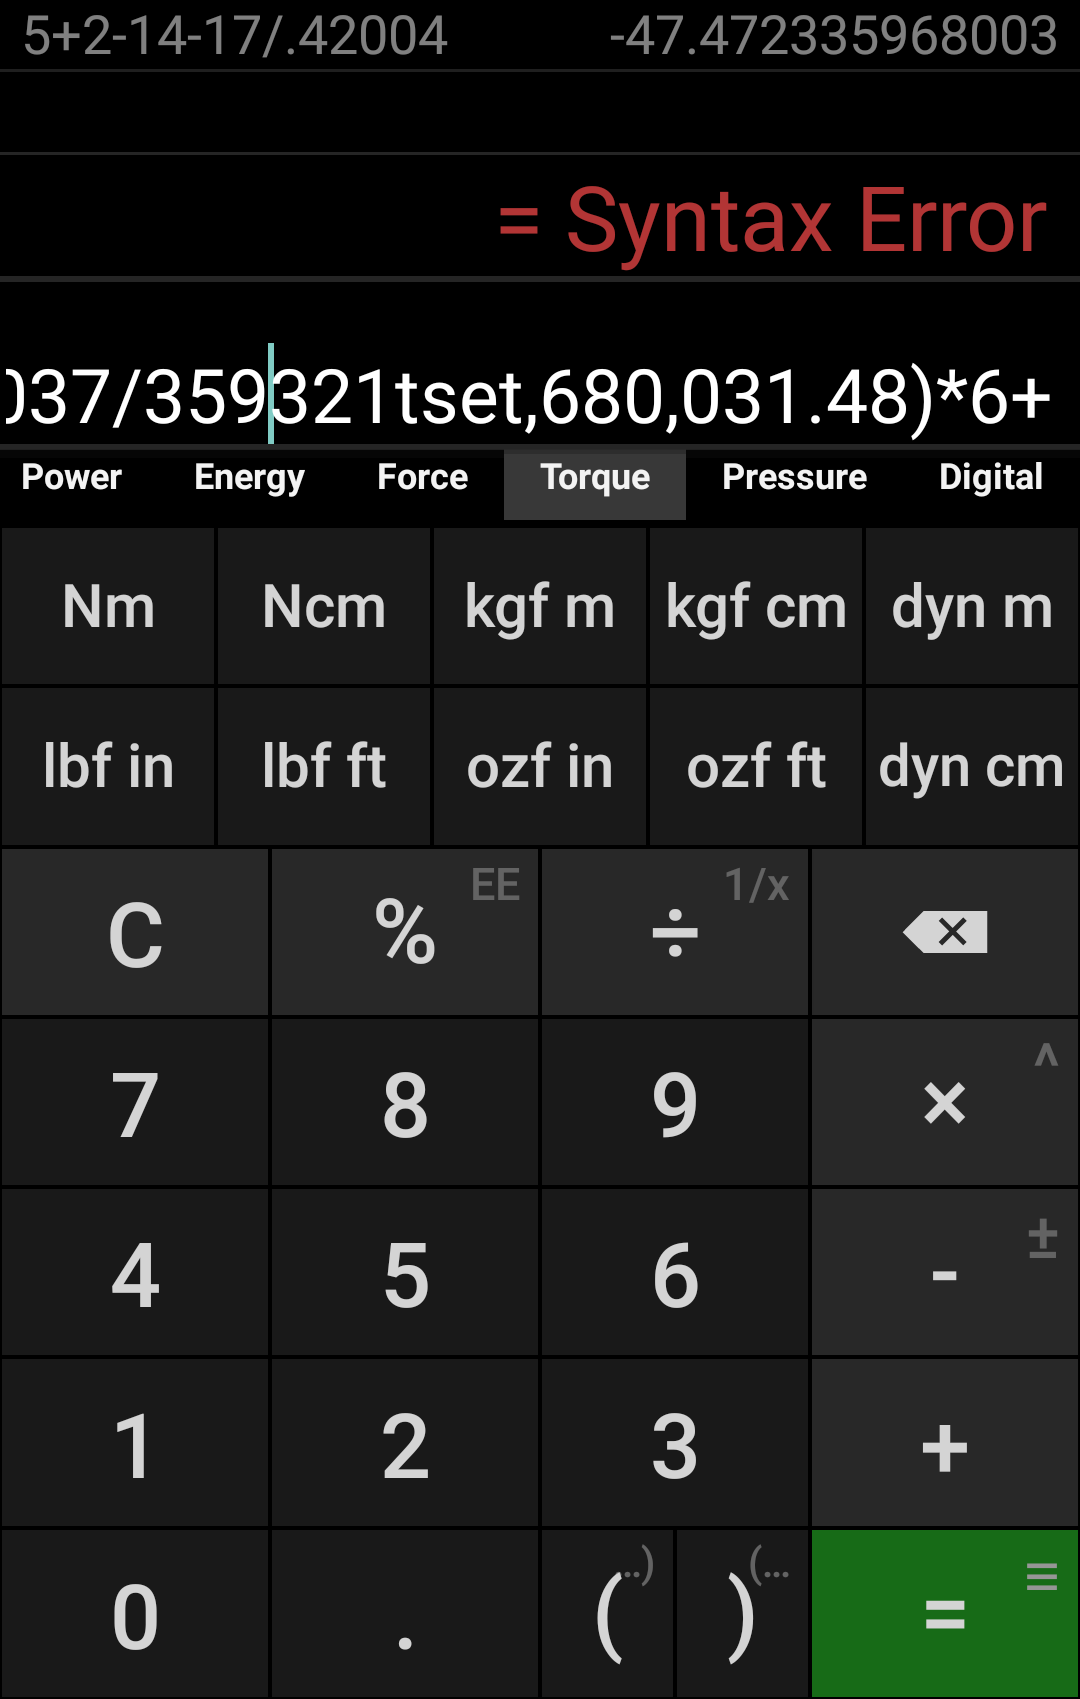 5+2-14-17/.42004 -47.472335968003
= Syntax Error
037/359321tset,680,031.48)*6+
Power Energy Force Torque Pressure Digital
Nm Ncm kgf m kgf cm dyn m
lbf in lbf ft ozf in ozf ft dyn cm
C % EE ÷ 1/x
7 8 9 × ^
4 5 6 - ±
1 2 3 +
0 . ( ..) ) (... =